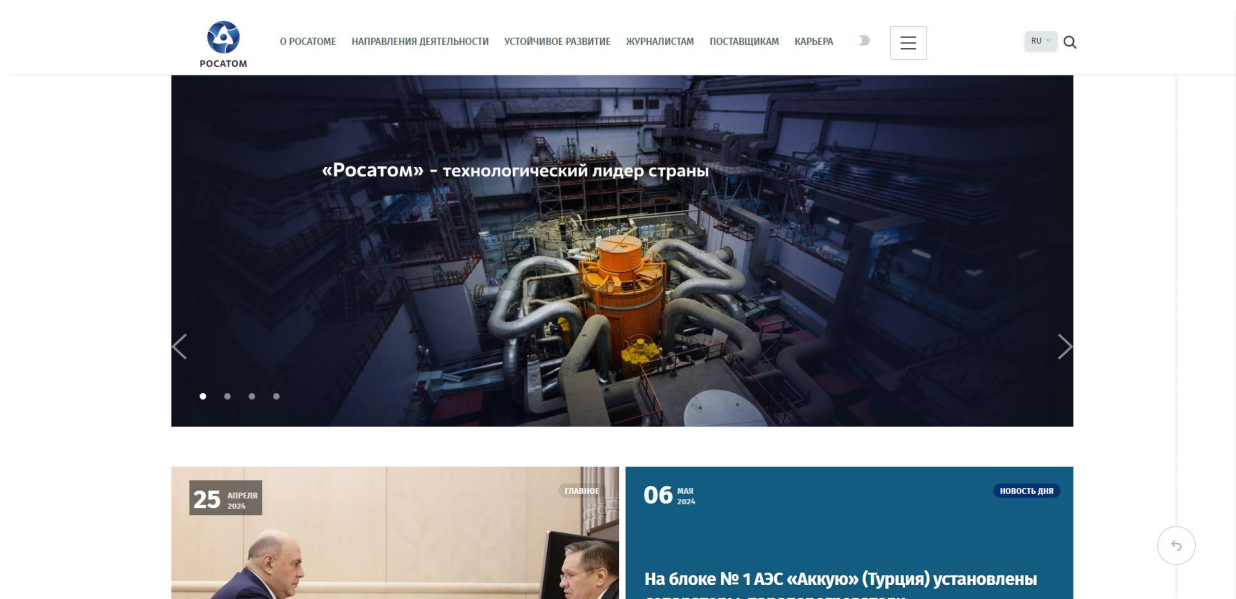 РОСАТОМ
О РОСАТОМЕ НАПРАВЛЕНИЯ ДЕЯТЕЛЬНОСТИ УСТОЙЧИВОЕ РАЗВИТИЕ ЖУРНАЛИСТАМ ПОСТАВЩИКАМ КАРЬЕРА RU
«Росатом» - технологический лидер страны
25 АПРЕЛЯ
2024
ГЛАВНОЕ
06 МАЯ
2024
НОВОСТЬ ДНЯ
На блоке № 1 АЭС «Аккую» (Турция) установлены